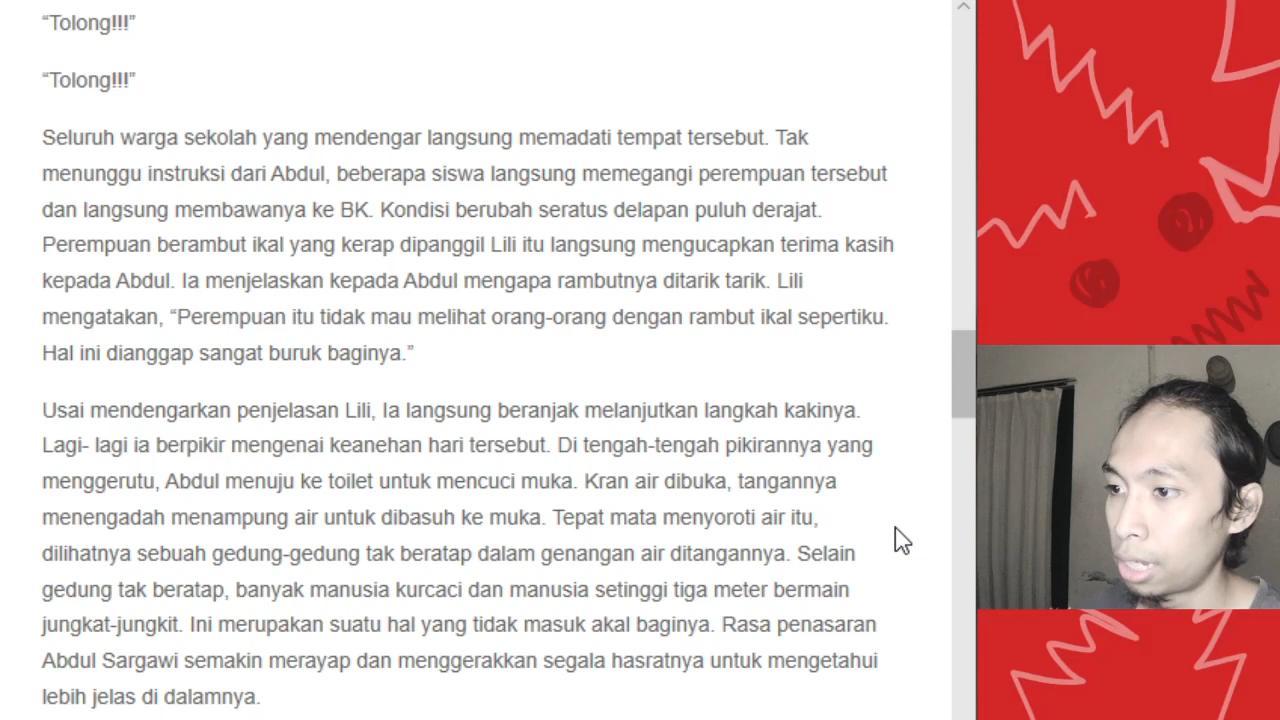 “Tolong!!!”
“Tolong!!!”
Seluruh warga sekolah yang mendengar langsung memadati tempat tersebut. Tak
menunggu instruksi dari Abdul, beberapa siswa langsung memegangi perempuan tersebut
dan langsung membawanya ke BK. Kondisi berubah seratus delapan puluh derajat.
Perempuan berambut ikal yang kerap dipanggil Lili itu langsung mengucapkan terima kasih
kepada Abdul. Ia menjelaskan kepada Abdul mengapa rambutnya ditarik tarik. Lili
mengatakan, “Perempuan itu tidak mau melihat orang-orang dengan rambut ikal sepertiku.
Hal ini dianggap sangat buruk baginya.”
Usai mendengarkan penjelasan Lili, Ia langsung beranjak melanjutkan langkah kakinya.
Lagi- lagi ia berpikir mengenai keanehan hari tersebut. Di tengah-tengah pikirannya yang
menggerutu, Abdul menuju ke toilet untuk mencuci muka. Kran air dibuka, tangannya
menengadah menampung air untuk dibasuh ke muka. Tepat mata menyoroti air itu,
dilihatnya sebuah gedung-gedung tak beratap dalam genangan air ditangannya. Selain
gedung tak beratap, banyak manusia kurcaci dan manusia setinggi tiga meter bermain
jungkat-jungkit. Ini merupakan suatu hal yang tidak masuk akal baginya. Rasa penasaran
Abdul Sargawi semakin merayap dan menggerakkan segala hasratnya untuk mengetahui
lebih jelas di dalamnya.